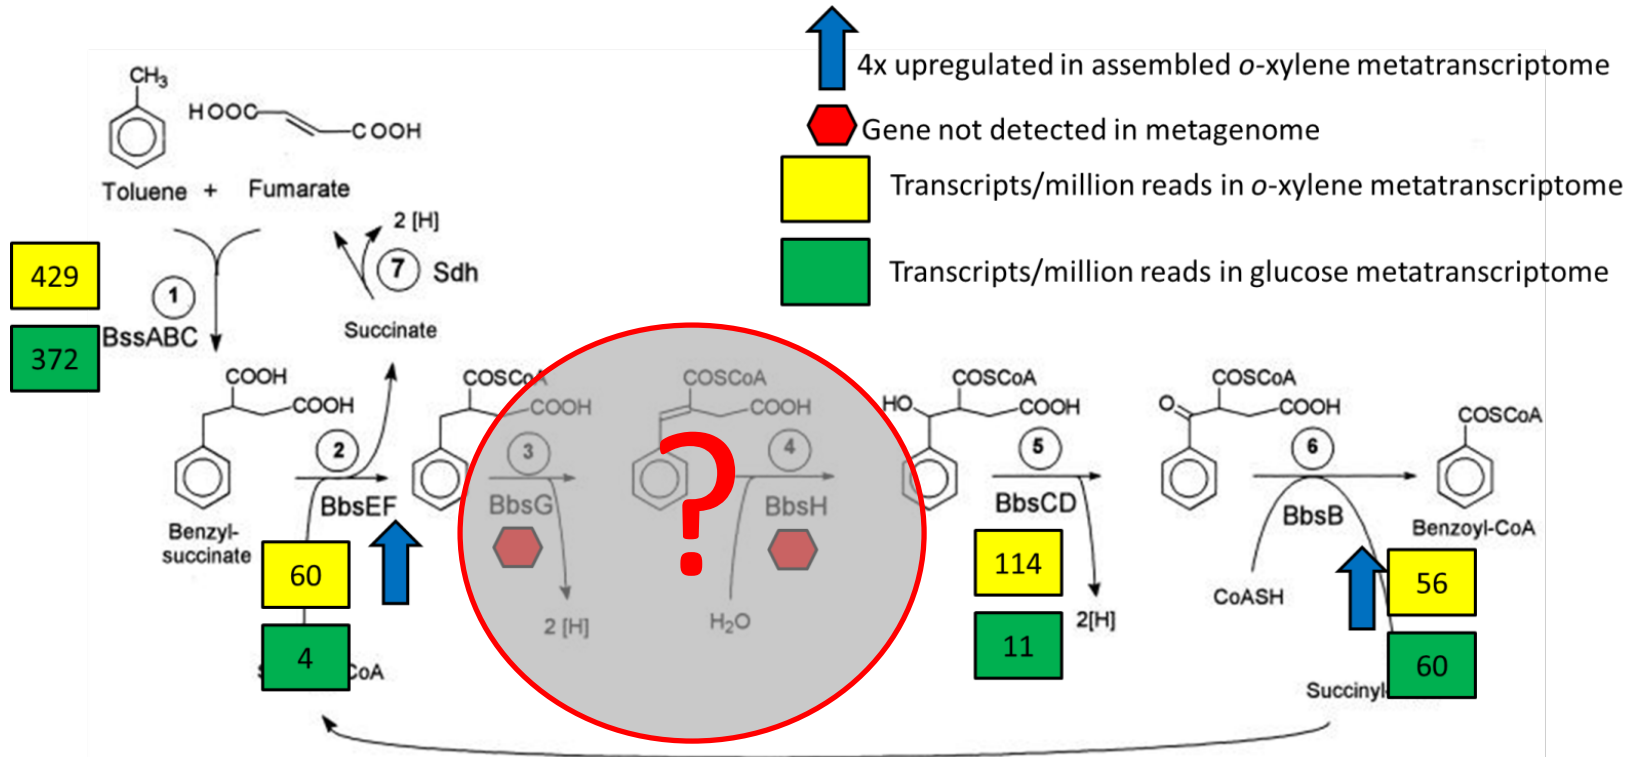 4x upregulated in assembled o-xylene metatranscriptome
Gene not detected in metagenome
Transcripts/million reads in o-xylene metatranscriptome
Transcripts/million reads in glucose metatranscriptome
CH3
HOOC
COOH
Toluene + Fumarate
2 [H]
7 Sdh
Succinate
429
372
1
BssABC
COOH
COOH
2
BbsEF
Benzyl-
succinate
60
4
CoA
COSCoA
COOH
3
BbsG
2 [H]
?
COSCoA
COOH
4
BbsH
H2O
COSCoA
HO
COOH
5
BbsCD
114
11
2[H]
COSCoA
O
COOH
6
BbsB
CoASH
56
60
Succinyl
COSCoA
Benzoyl-CoA